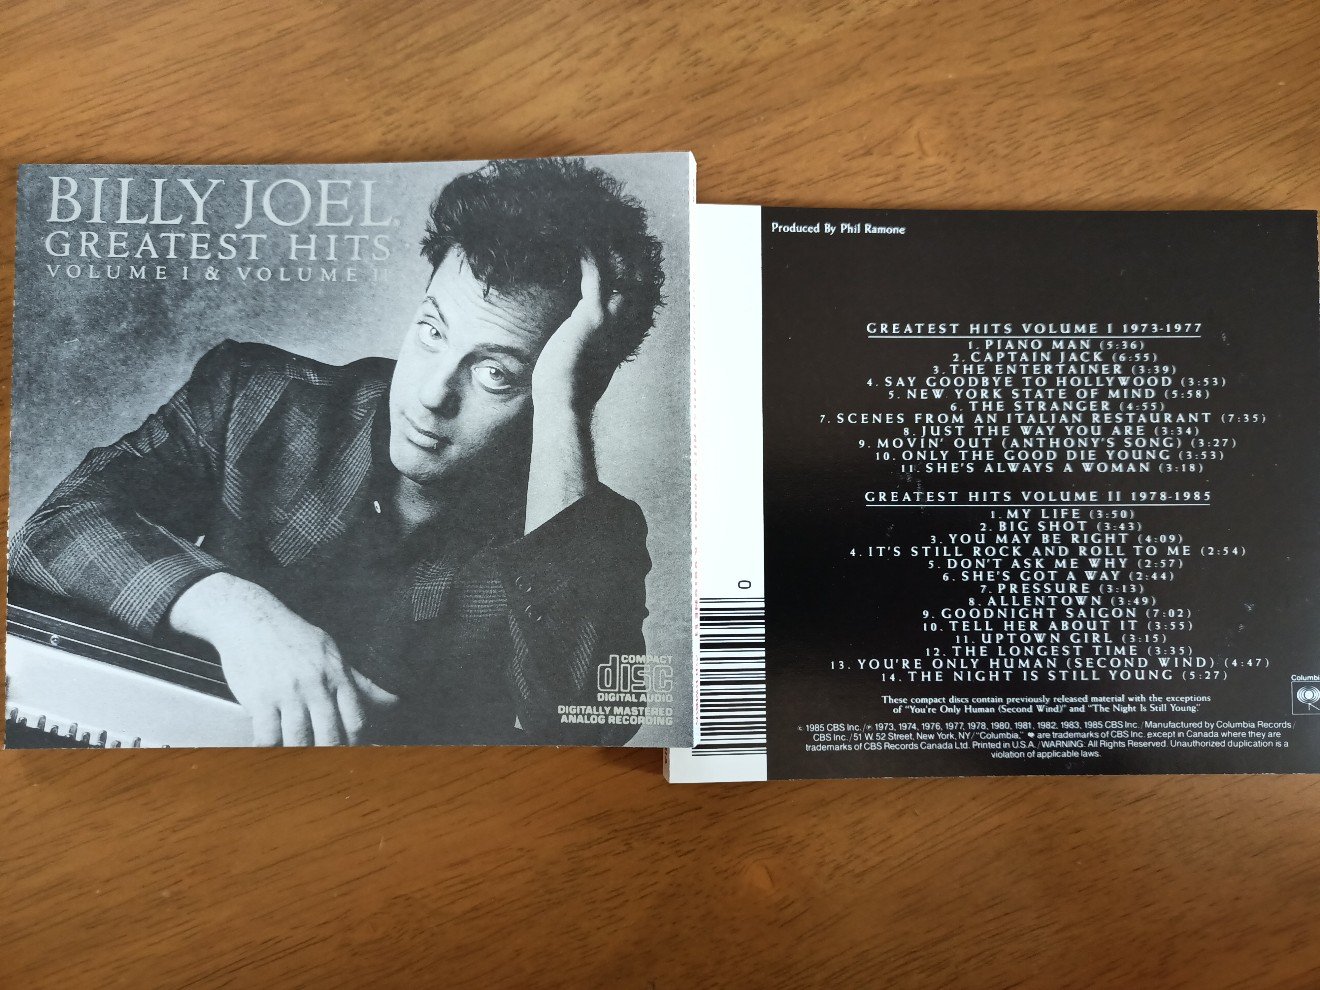 BILLY JOEL
GREATEST HITS
VOLUME I & VOLUME II
COMPACT
disc
DIGITAL AUDIO
DIGITALLY MASTERED
ANALOG RECORDING
Produced By Phil Ramone
GREATEST HITS VOLUME I 1973-1977
1. PIANO MAN (5:36)
2. CAPTAIN JACK (6:55)
3. THE ENTERTAINER (3:39)
4. SAY GOODBYE TO HOLLYWOOD (3:53)
5. NEW YORK STATE OF MIND (5:58)
6. THE STRANGER (4:55)
7. SCENES FROM AN ITALIAN RESTAURANT (7:35)
8. JUST THE WAY YOU ARE (3:34)
9. MOVIN' OUT (ANTHONY'S SONG) (3:27)
10. ONLY THE GOOD DIE YOUNG (3:53)
11. SHE'S ALWAYS A WOMAN (3:18)
GREATEST HITS VOLUME II 1978-1985
1. MY LIFE (3:50)
2. BIG SHOT (3:43)
3. YOU MAY BE RIGHT (4:09)
4. IT'S STILL ROCK AND ROLL TO ME (2:54)
5. DON'T ASK ME WHY (2:57)
6. SHE'S GOT A WAY (2:44)
7. PRESSURE (3:13)
8. ALLENTOWN (3:49)
9. GOODNIGHT SAIGON (7:02)
10. TELL HER ABOUT IT (3:55)
11. UPTOWN GIRL (3:15)
12. THE LONGEST TIME (3:35)
13. YOU'RE ONLY HUMAN (SECOND WIND) (4:47)
14. THE NIGHT IS STILL YOUNG (5:27)
These compact discs contain previously released material with the exceptions
of "You're Only Human (Second Wind)" and "The Night Is Still Young."
© 1985 CBS Inc./℗ 1973, 1974, 1976, 1977, 1978, 1980, 1981, 1982, 1983, 1985 CBS Inc./Manufactured by Columbia Records/
CBS Inc./51 W. 52 Street, New York, NY/"Columbia," are trademarks of CBS Inc. except in Canada where they are
trademarks of CBS Records Canada Ltd. Printed in U.S.A./WARNING: All Rights Reserved. Unauthorized duplication is a
violation of applicable laws.
Columbia
0